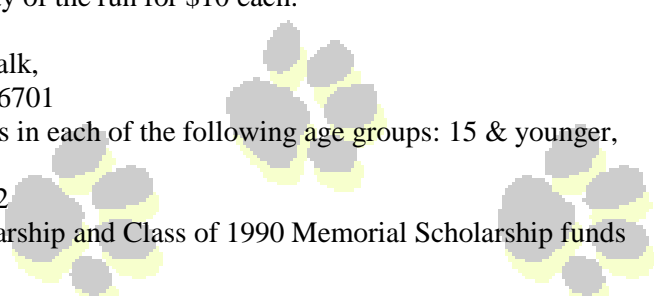 y of the run for $10 each.
alk,
6701
s in each of the following age groups: 15 & younger,
2
arship and Class of 1990 Memorial Scholarship funds